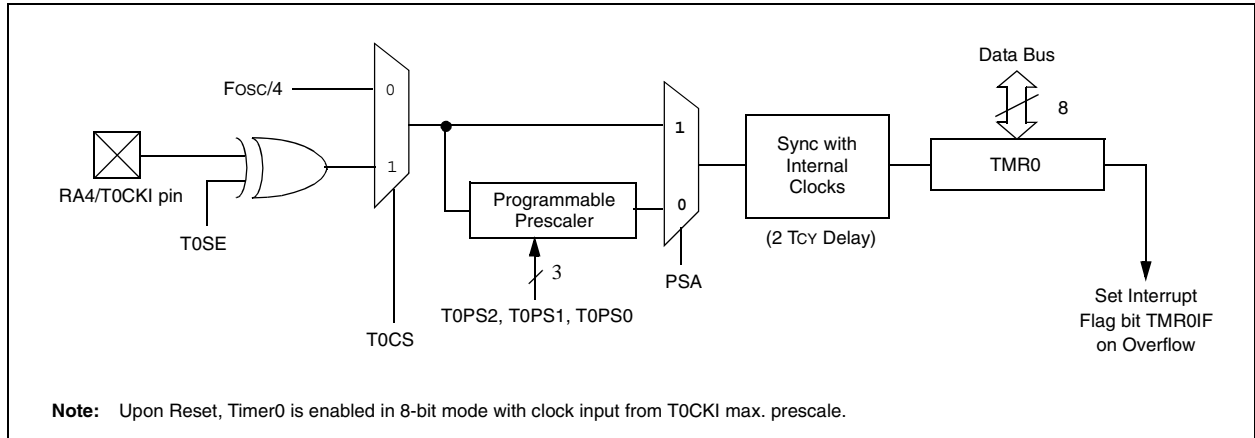 Data Bus
8
FOSC/4
0
1
RA4/T0CKI pin
T0SE
T0CS
Programmable
Prescaler
3
T0PS2, T0PS1, T0PS0
1
0
PSA
Sync with
Internal
Clocks
(2 TCY Delay)
TMR0
Set Interrupt
Flag bit TMR0IF
on Overflow
Note: Upon Reset, Timer0 is enabled in 8-bit mode with clock input from T0CKI max. prescale.